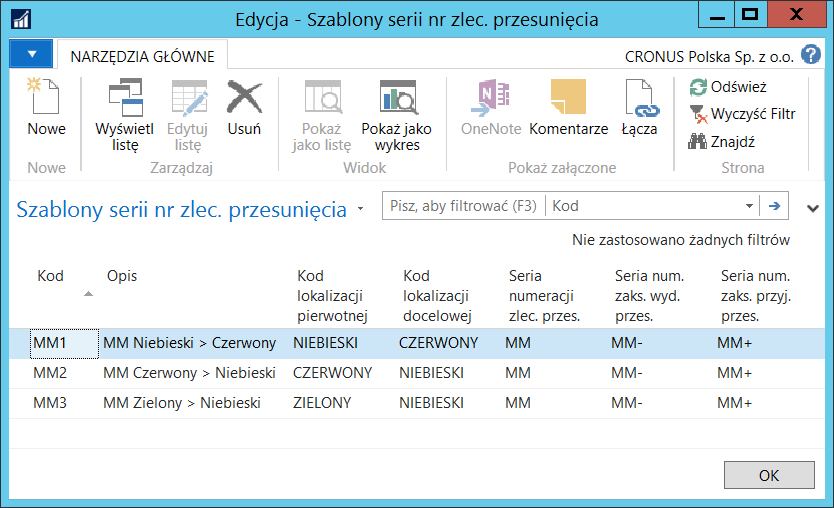 Edycja - Szablony serii nr zlec. przesunięcia
NARZĘDZIA GŁÓWNE
CRONUS Polska Sp. z o.o.
Nowe
Wyświetl listę
Edytuj listę
Usuń
Pokaż jako listę
Pokaż jako wykres
OneNote
Komentarze
Łącza
Odśwież
Wyczyść Filtr
Znajdź
Nowe
Zarządzaj
Widok
Pokaż załączone
Strona
Szablony serii nr zlec. przesunięcia
Pisz, aby filtrować (F3)
Kod
Nie zastosowano żadnych filtrów
Kod
Opis
Kod lokalizacji pierwotnej
Kod lokalizacji docelowej
Seria numeracji zlec. przes.
Seria num. zaks. wyd. przes.
Seria num. zaks. przyj. przes.
MM1 MM Niebieski > Czerwony NIEBIESKI CZERWONY MM MM- MM+
MM2 MM Czerwony > Niebieski CZERWONY NIEBIESKI MM MM- MM+
MM3 MM Zielony > Niebieski ZIELONY NIEBIESKI MM MM- MM+
OK